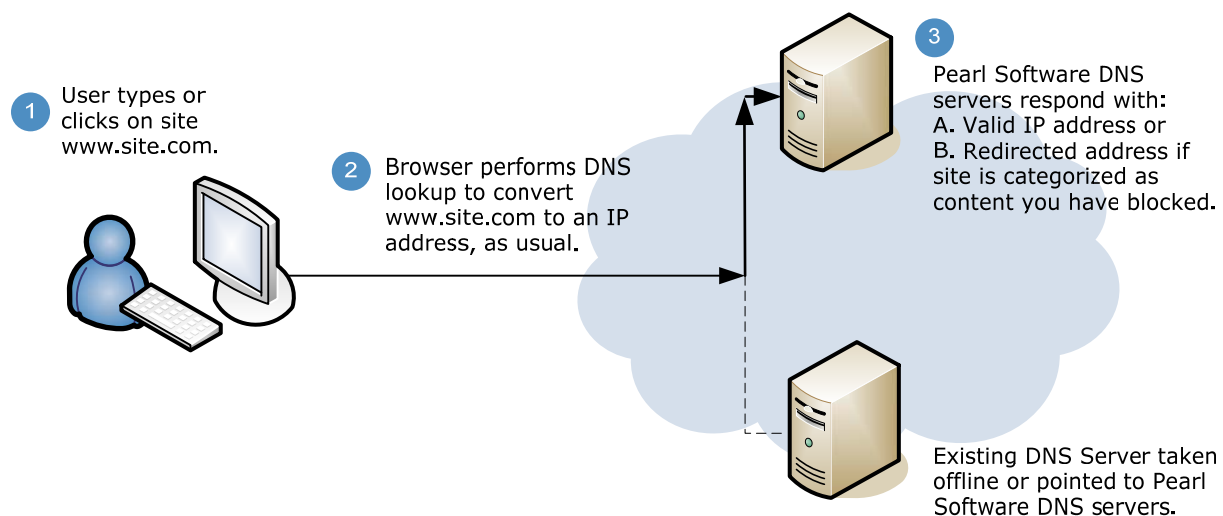 1
User types or
clicks on site
www.site.com.
2
Browser performs DNS
lookup to convert
www.site.com to an IP
address, as usual.
3
Pearl Software DNS
servers respond with:
A. Valid IP address or
B. Redirected address if
site is categorized as
content you have blocked.
Existing DNS Server taken
offline or pointed to Pearl
Software DNS servers.